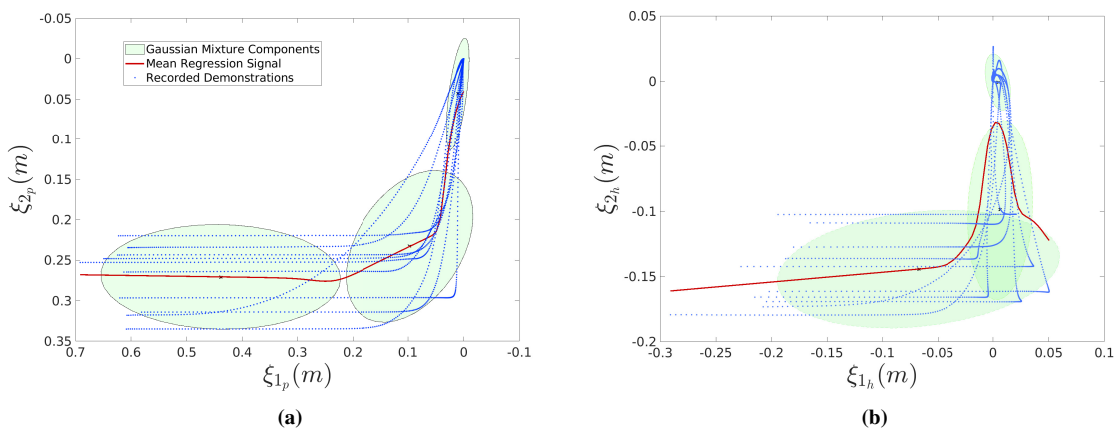 -0.05
0
0.05
0.1
0.15
0.2
0.25
0.3
0.35
ξ2p(m)
Gaussian Mixture Components
Mean Regression Signal
Recorded Demonstrations
0.7 0.6 0.5 0.4 0.3 0.2 0.1 0 -0.1
ξ1p(m)
(a)
0.05
0
-0.05
-0.1
-0.15
-0.2
ξ2h(m)
-0.3 -0.25 -0.2 -0.15 -0.1 -0.05 0 0.05 0.1
ξ1h(m)
(b)